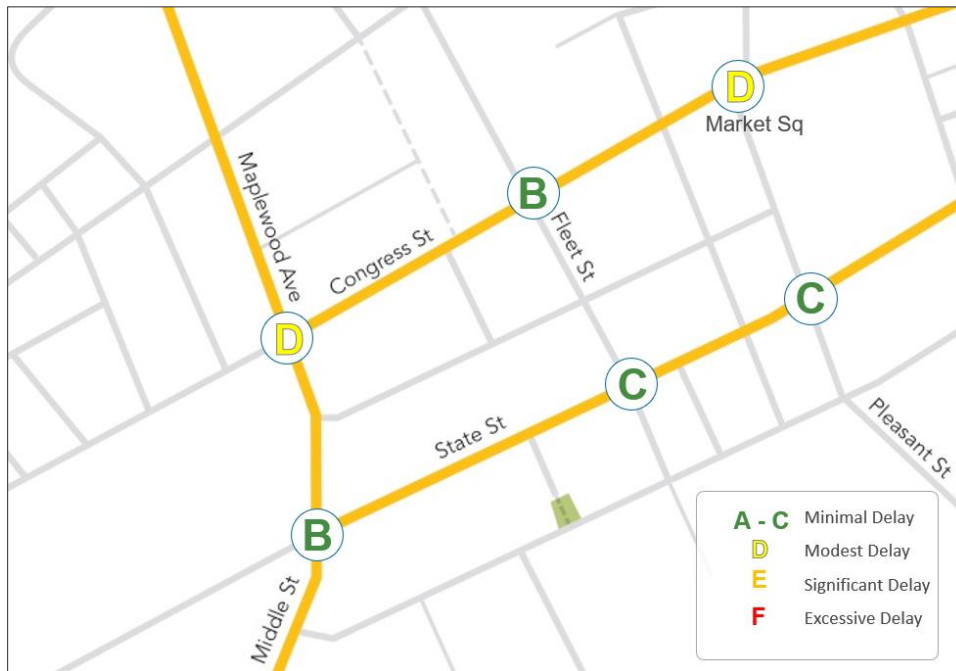 D
Market Sq
B
Fleet St
Maplewood Ave
Congress St
C
D
C
State St
Pleasant St
B
Middle St
A - C Minimal Delay
D Modest Delay
E Significant Delay
F Excessive Delay